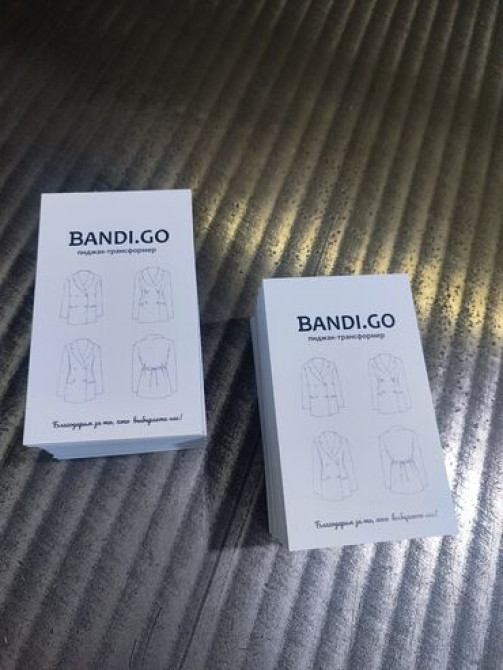 BANDI.GO
пиджак-трансформер
Благодарим за то, что выбираете нас!
BANDI.GO
пиджак-трансформер
Благодарим за то, что выбираете нас!